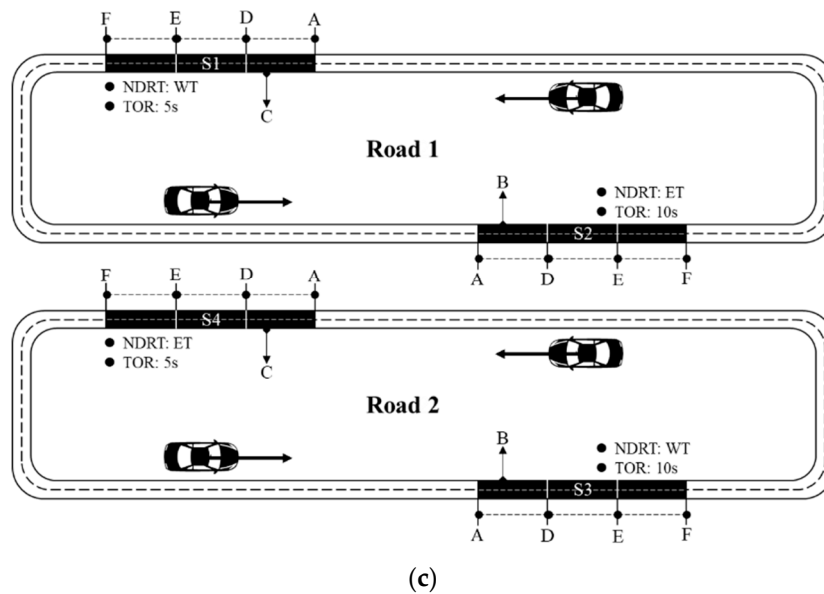 F E D A
S1
NDRT: WT
TOR: 5s
C
Road 1
B
NDRT: ET
TOR: 10s
S2
A D E F
F E D A
S4
NDRT: ET
TOR: 5s
C
Road 2
B
NDRT: WT
TOR: 10s
S3
A D E F
(c)